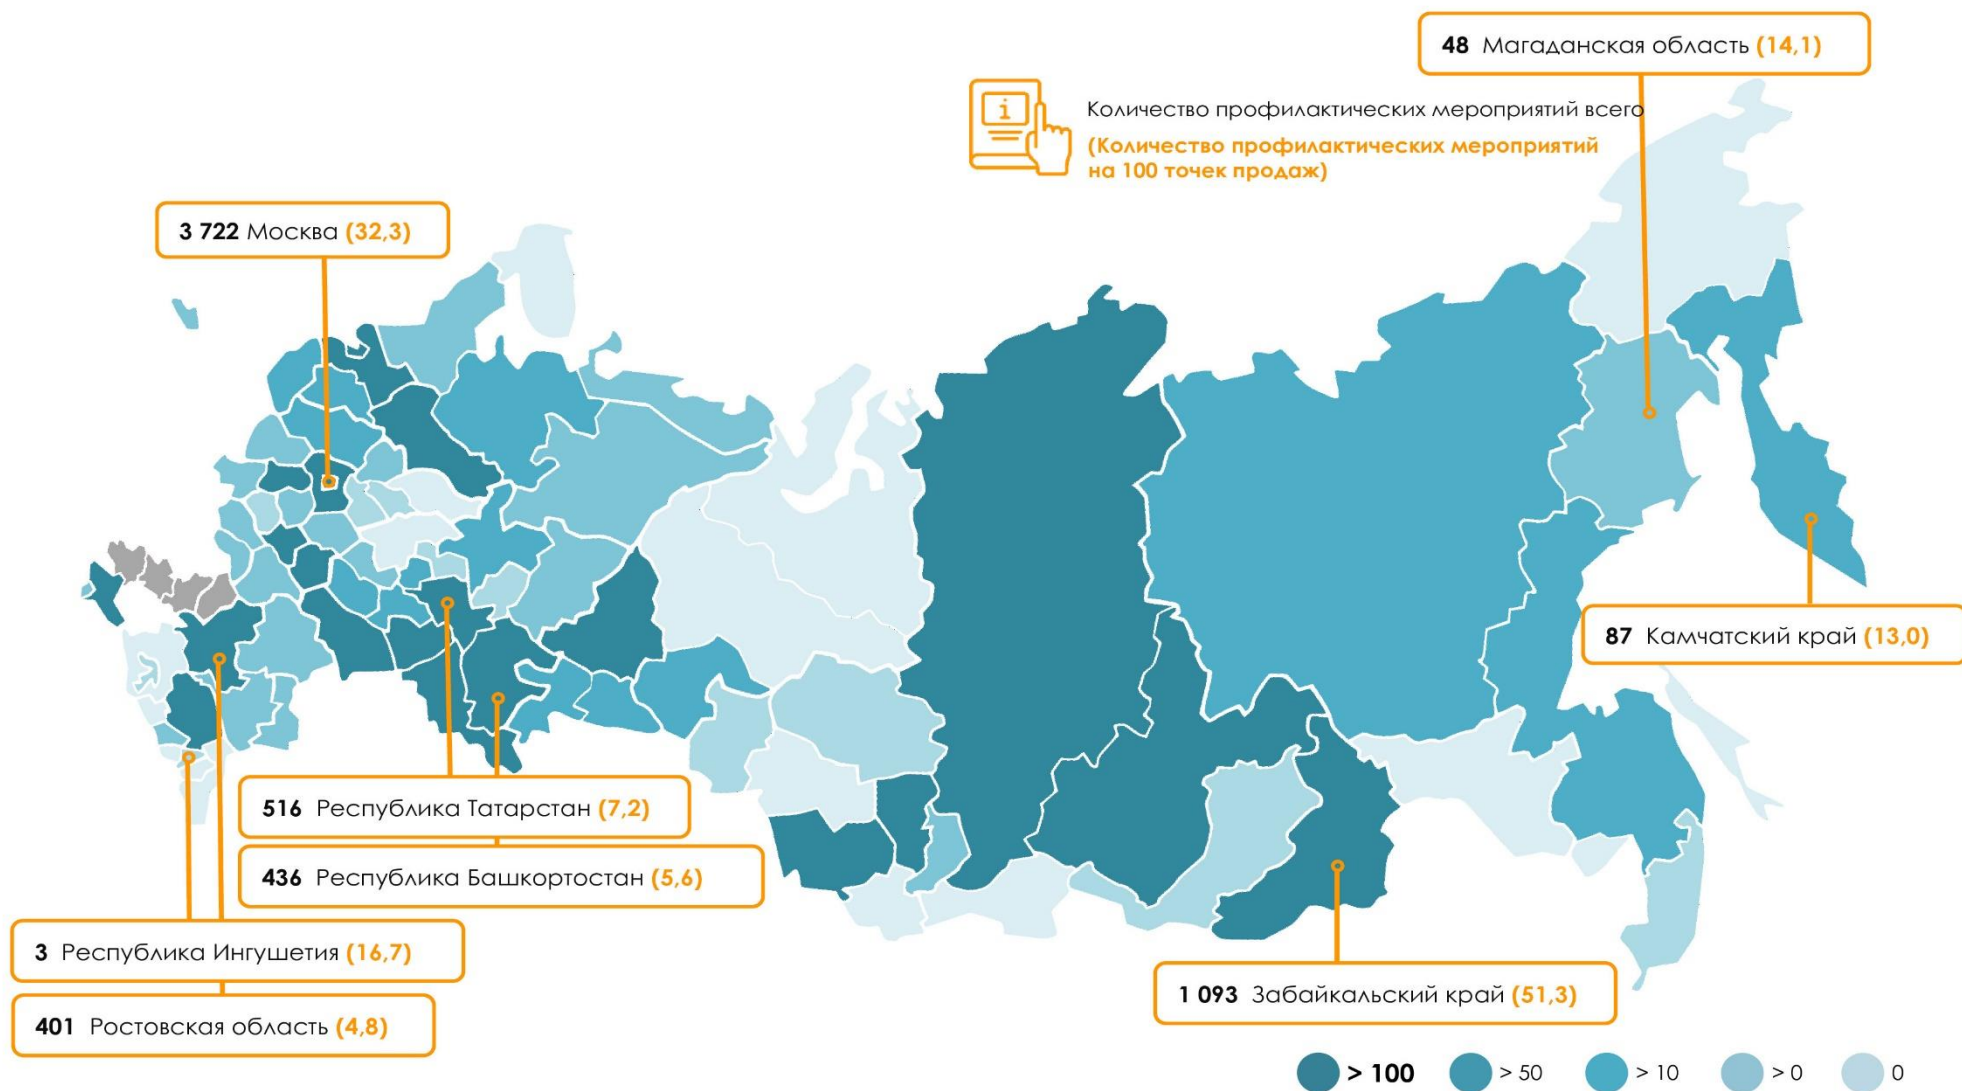 48 Магаданская область (14,1)
i
Количество профилактических мероприятий всего
(Количество профилактических мероприятий
на 100 точек продаж)
3 722 Москва (32,3)
87 Камчатский край (13,0)
516 Республика Татарстан (7,2)
436 Республика Башкортостан (5,6)
3 Республика Ингушетия (16,7)
401 Ростовская область (4,8)
1 093 Забайкальский край (51,3)
> 100 > 50 > 10 > 0 0